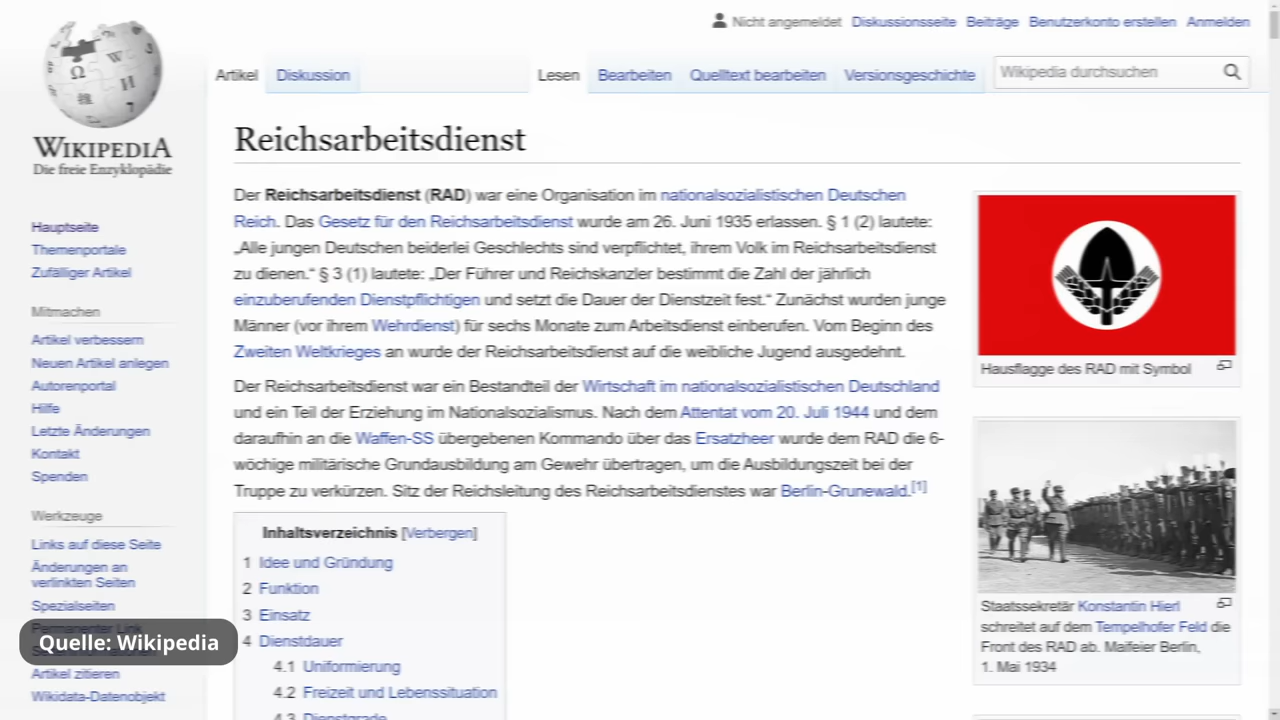 Nicht angemeldet Diskussionsseite Beiträge Benutzerkonto erstellen Anmelden
Artikel Diskussion Lesen Bearbeiten Quelltext bearbeiten Versionsgeschichte Wikipedia durchsuchen
WIKIPEDIA
Die freie Enzyklopädie
Hauptseite
Themenportale
Zufälliger Artikel
Mitmachen
Artikel verbessern
Neuen Artikel anlegen
Autorenportal
Hilfe
Letzte Änderungen
Kontakt
Spenden
Werkzeuge
Links auf diese Seite
Änderungen an
verlinkten Seiten
Spezialseiten
Permanenter Link
Artikel zitieren
Wikidata-Datenobjekt
Quelle: Wikipedia
Reichsarbeitsdienst
Der Reichsarbeitsdienst (RAD) war eine Organisation im nationalsozialistischen Deutschen
Reich. Das Gesetz für den Reichsarbeitsdienst wurde am 26. Juni 1935 erlassen. § 1 (2) lautete:
„Alle jungen Deutschen beiderlei Geschlechts sind verpflichtet, ihrem Volk im Reichsarbeitsdienst
zu dienen.“ § 3 (1) lautete: „Der Führer und Reichskanzler bestimmt die Zahl der jährlich
einzuberufenden Dienstpflichtigen und setzt die Dauer der Dienstzeit fest.“ Zunächst wurden junge
Männer (vor ihrem Wehrdienst) für sechs Monate zum Arbeitsdienst einberufen. Vom Beginn des
Zweiten Weltkrieges an wurde der Reichsarbeitsdienst auf die weibliche Jugend ausgedehnt.
Der Reichsarbeitsdienst war ein Bestandteil der Wirtschaft im nationalsozialistischen Deutschland
und ein Teil der Erziehung im Nationalsozialismus. Nach dem Attentat vom 20. Juli 1944 und dem
daraufhin an die Waffen-SS übergebenen Kommando über das Ersatzheer wurde dem RAD die 6-
wöchige militärische Grundausbildung am Gewehr übertragen, um die Ausbildungszeit bei der
Truppe zu verkürzen. Sitz der Reichsleitung des Reichsarbeitsdienstes war Berlin-Grunewald.[1]
Inhaltsverzeichnis [Verbergen]
1 Idee und Gründung
2 Funktion
3 Einsatz
4 Dienstdauer
4.1 Uniformierung
4.2 Freizeit und Lebenssituation
4.3 Dienstgrade
Hausflagge des RAD mit Symbol
Staatssekretär Konstantin Hierl
schreitet auf dem Tempelhofer Feld die
Front des RAD ab. Maifeier Berlin,
1. Mai 1934